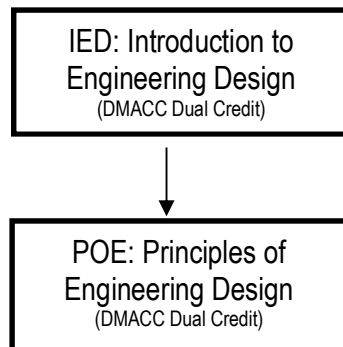 IED: Introduction to
Engineering Design
(DMACC Dual Credit)
POE: Principles of
Engineering Design
(DMACC Dual Credit)